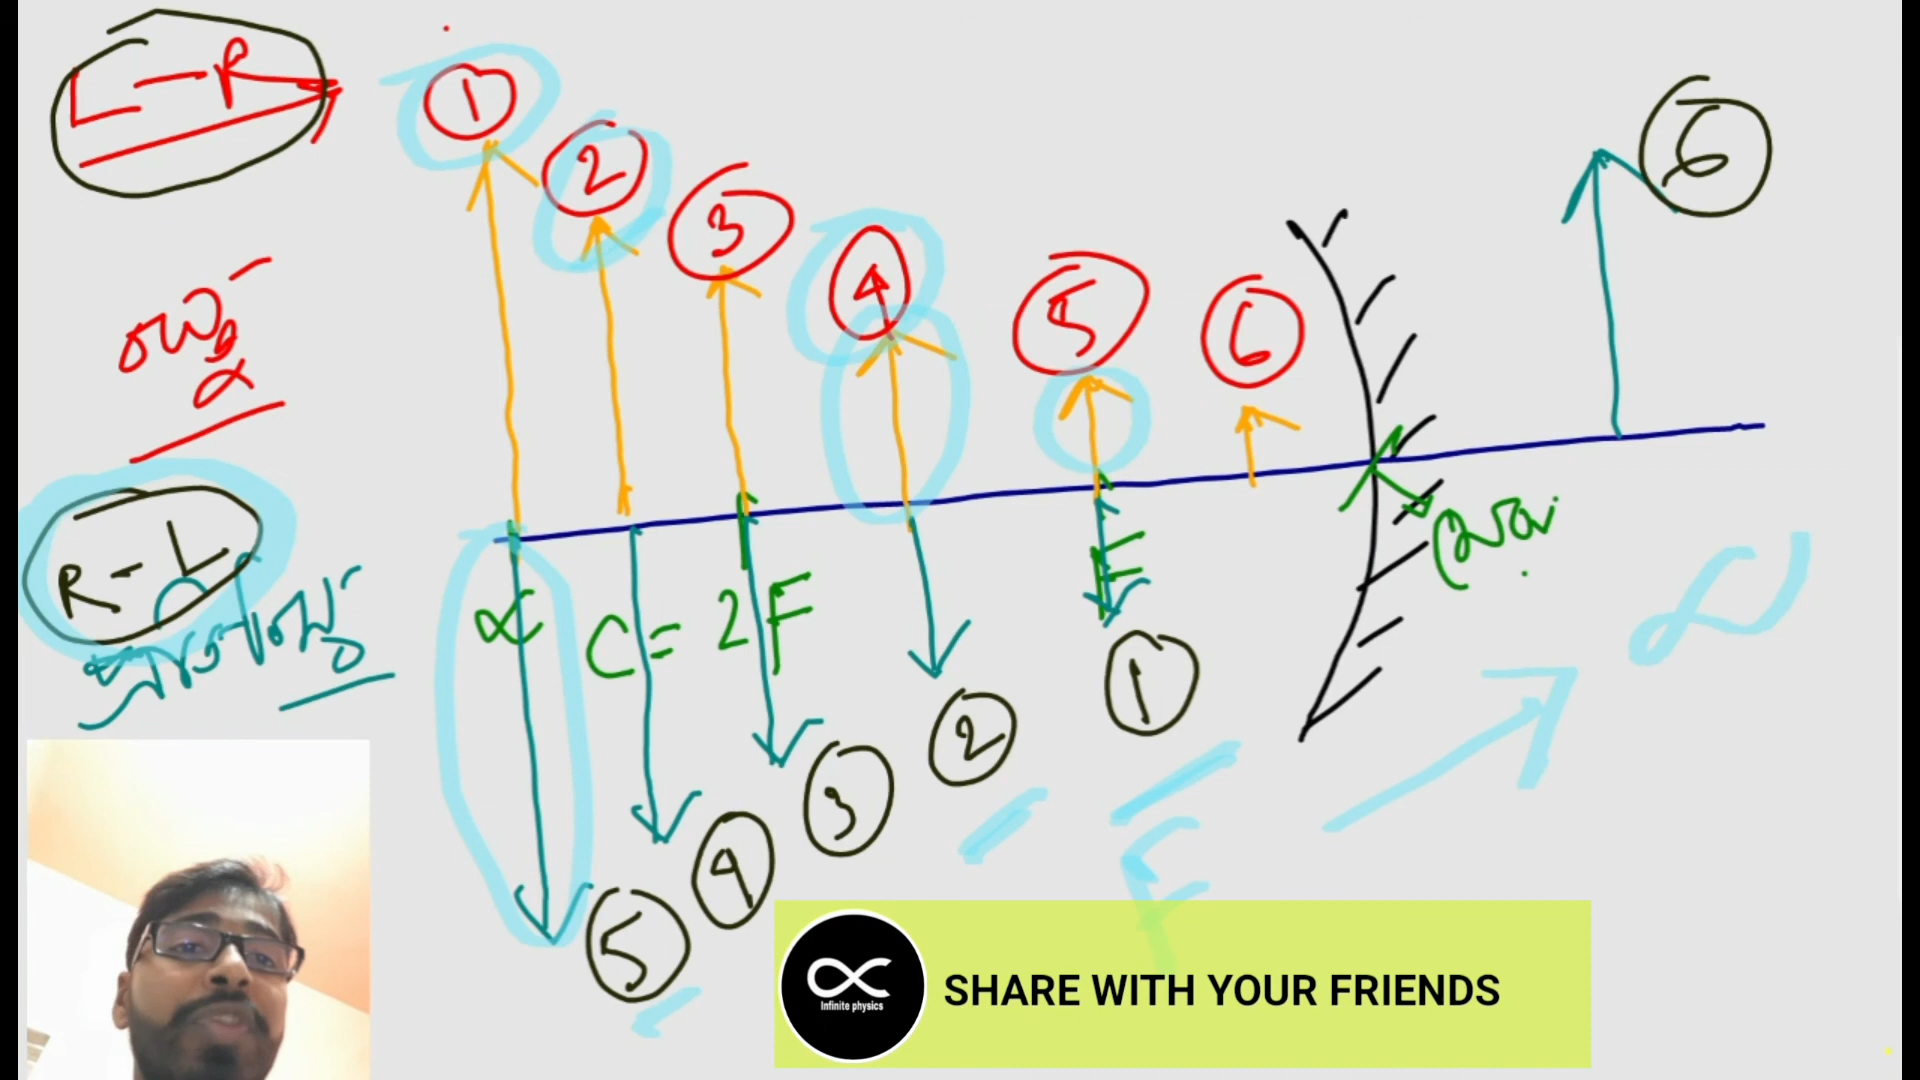 L-R
1
2
3
4
5
6
6
R-L
∝
C = 2F
F
1
2
3
4
5
∝
F
∝
Infinite physics
SHARE WITH YOUR FRIENDS